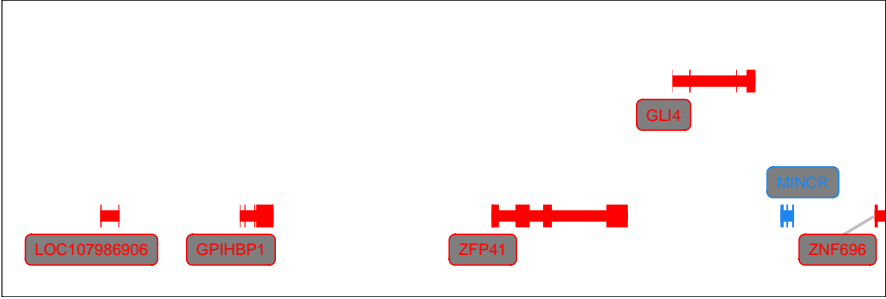 GLI4
MINCR
LOC107986906
GPIHBP1
ZFP41
ZNF696